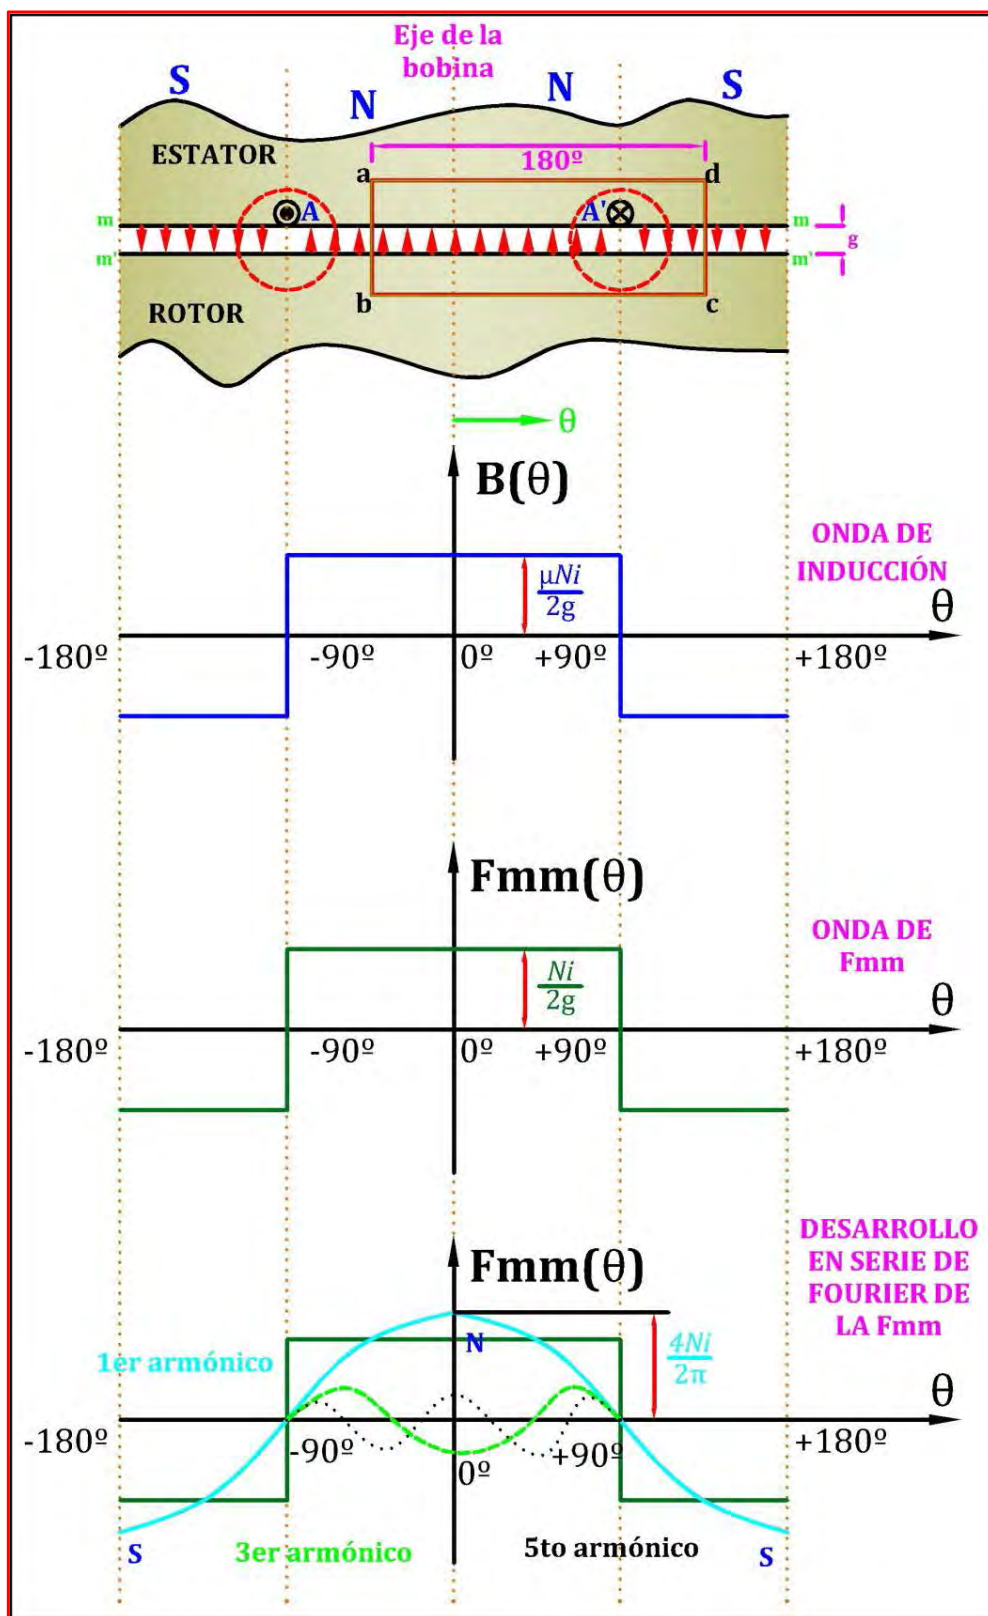 Eje de la
bobina
S
N
N
S
ESTATOR
180º
a
d
A
A'
m
m
g
m'
m'
ROTOR
b
c
θ
B(θ)
ONDA DE
INDUCCIÓN
μNi
2g
θ
-180º
-90º
0º
+90º
+180º
Fmm(θ)
ONDA DE
Fmm
Ni
2g
θ
-180º
-90º
0º
+90º
+180º
DESARROLLO
EN SERIE DE
FOURIER DE
LA Fmm
Fmm(θ)
N
1er armónico
4Ni
2π
θ
-180º
-90º
0º
+90º
+180º
S
3er armónico
5to armónico
S